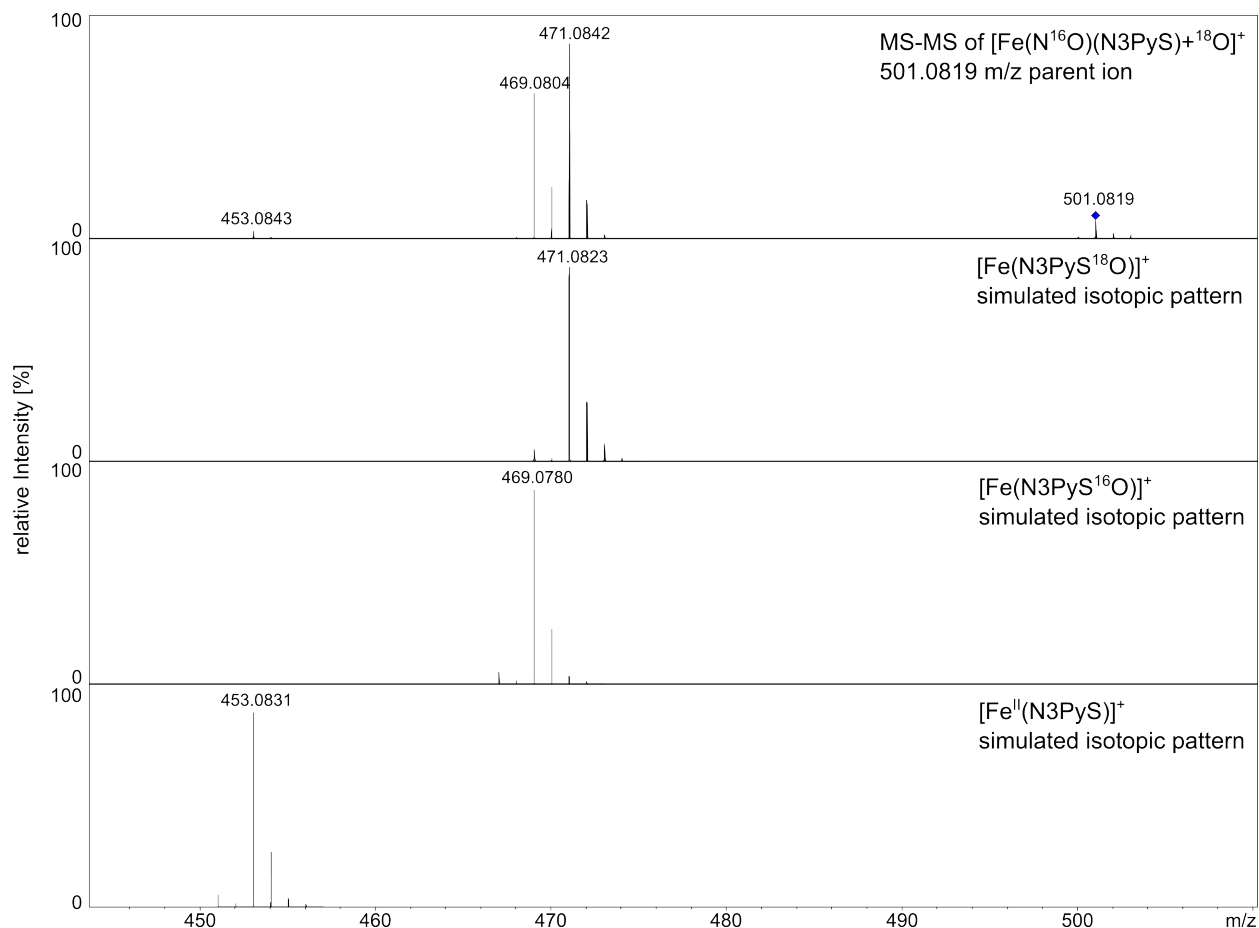 100
471.0842
MS-MS of [Fe(N¹⁶O)(N3PyS)+¹⁸O]⁺
501.0819 m/z parent ion
469.0804
501.0819
453.0843
0
100
471.0823
[Fe(N3PyS¹⁸O)]⁺
simulated isotopic pattern
relative Intensity [%]
0
100
469.0780
[Fe(N3PyS¹⁶O)]⁺
simulated isotopic pattern
0
100
453.0831
[Feᴵᴵ(N3PyS)]⁺
simulated isotopic pattern
0
450 460 470 480 490 500 m/z